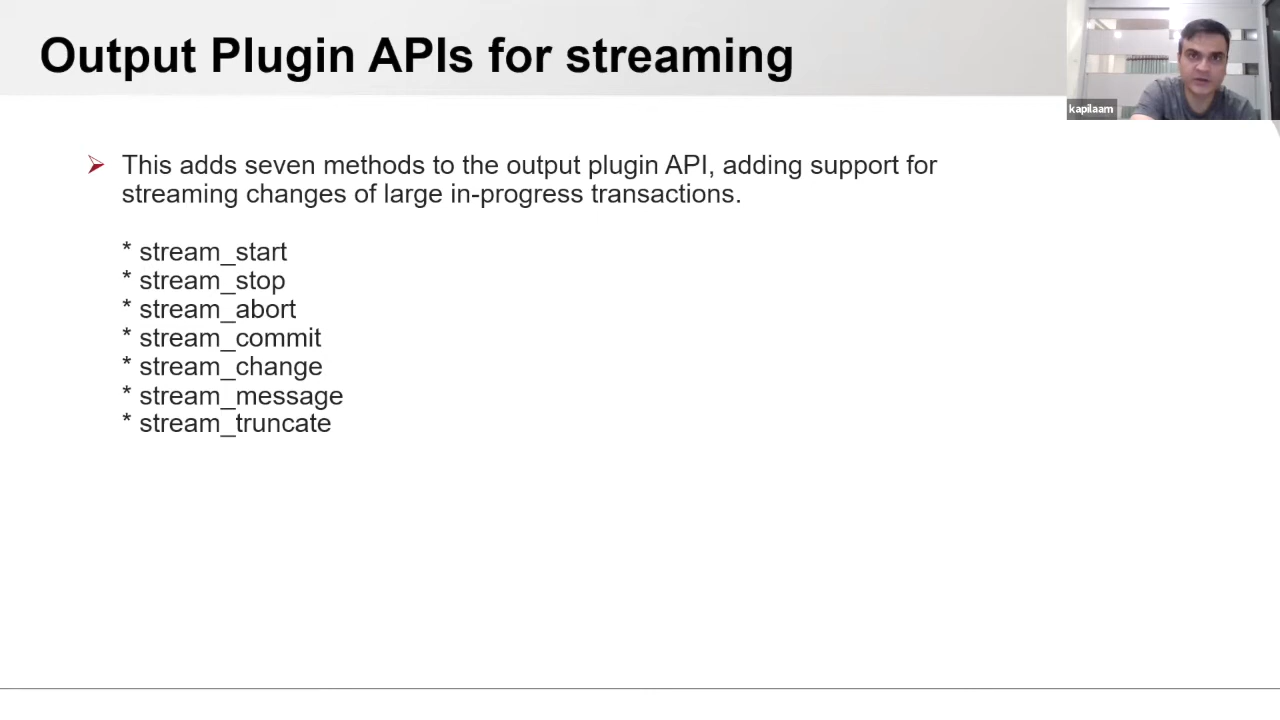 Output Plugin APIs for streaming
kapilaam
This adds seven methods to the output plugin API, adding support for
streaming changes of large in-progress transactions.
* stream_start
* stream_stop
* stream_abort
* stream_commit
* stream_change
* stream_message
* stream_truncate